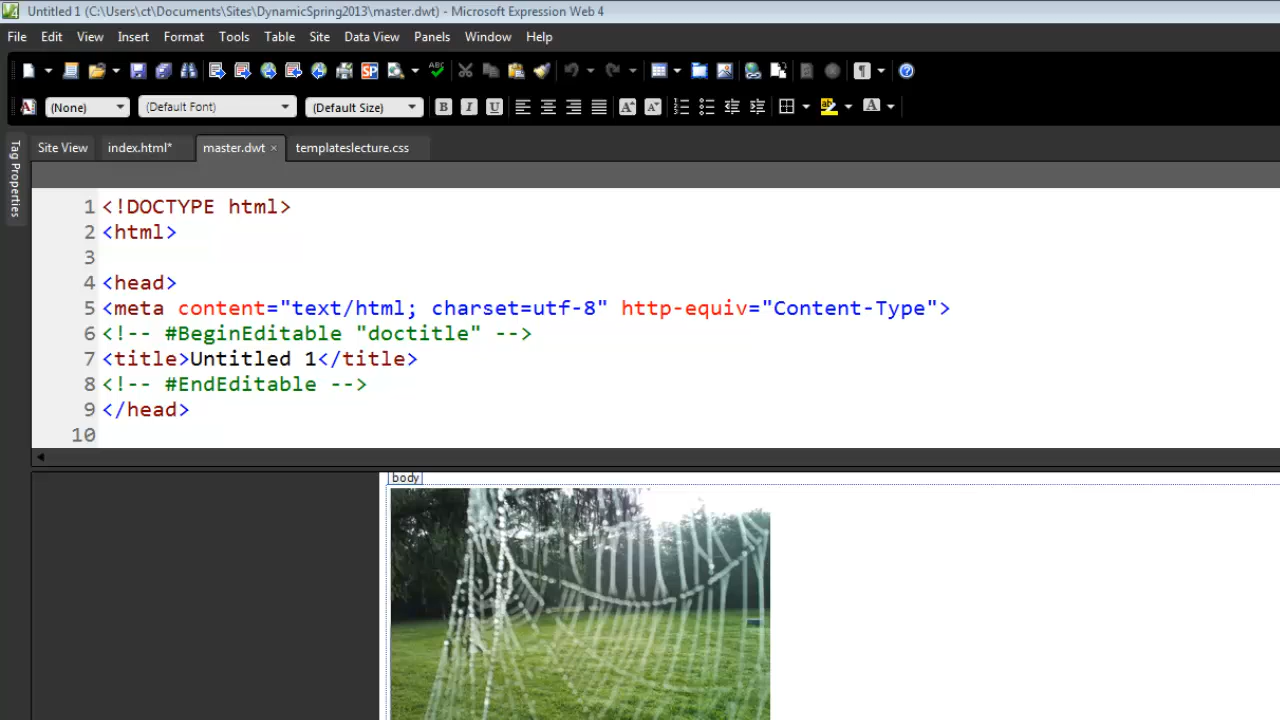 Untitled 1 (C:\Users\ct\Documents\Sites\DynamicSpring2013\master.dwt) - Microsoft Expression Web 4
File Edit View Insert Format Tools Table Site Data View Panels Window Help
(None) (Default Font) (Default Size) B I U
Site View index.html* master.dwt × templateslecture.css
Tag Properties
1 <!DOCTYPE html>
2 <html>
3
4 <head>
5 <meta content="text/html; charset=utf-8" http-equiv="Content-Type">
6 <!-- #BeginEditable "doctitle" -->
7 <title>Untitled 1</title>
8 <!-- #EndEditable -->
9 </head>
10
body